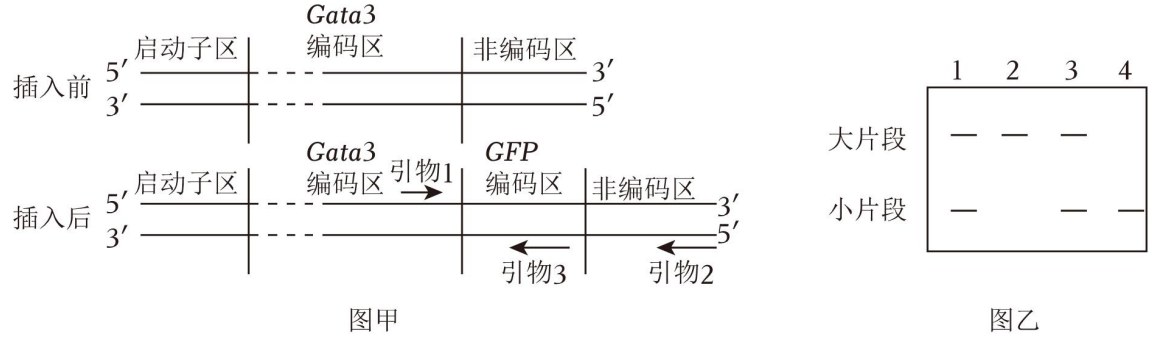 Gata3
启动子区 编码区 非编码区
插入前 5′ 3′
3′ 5′
Gata3 GFP
启动子区 编码区 引物1 编码区 非编码区
插入后 5′ 3′
3′ 5′
引物3 引物2
图甲
1 2 3 4
大片段
小片段
图乙